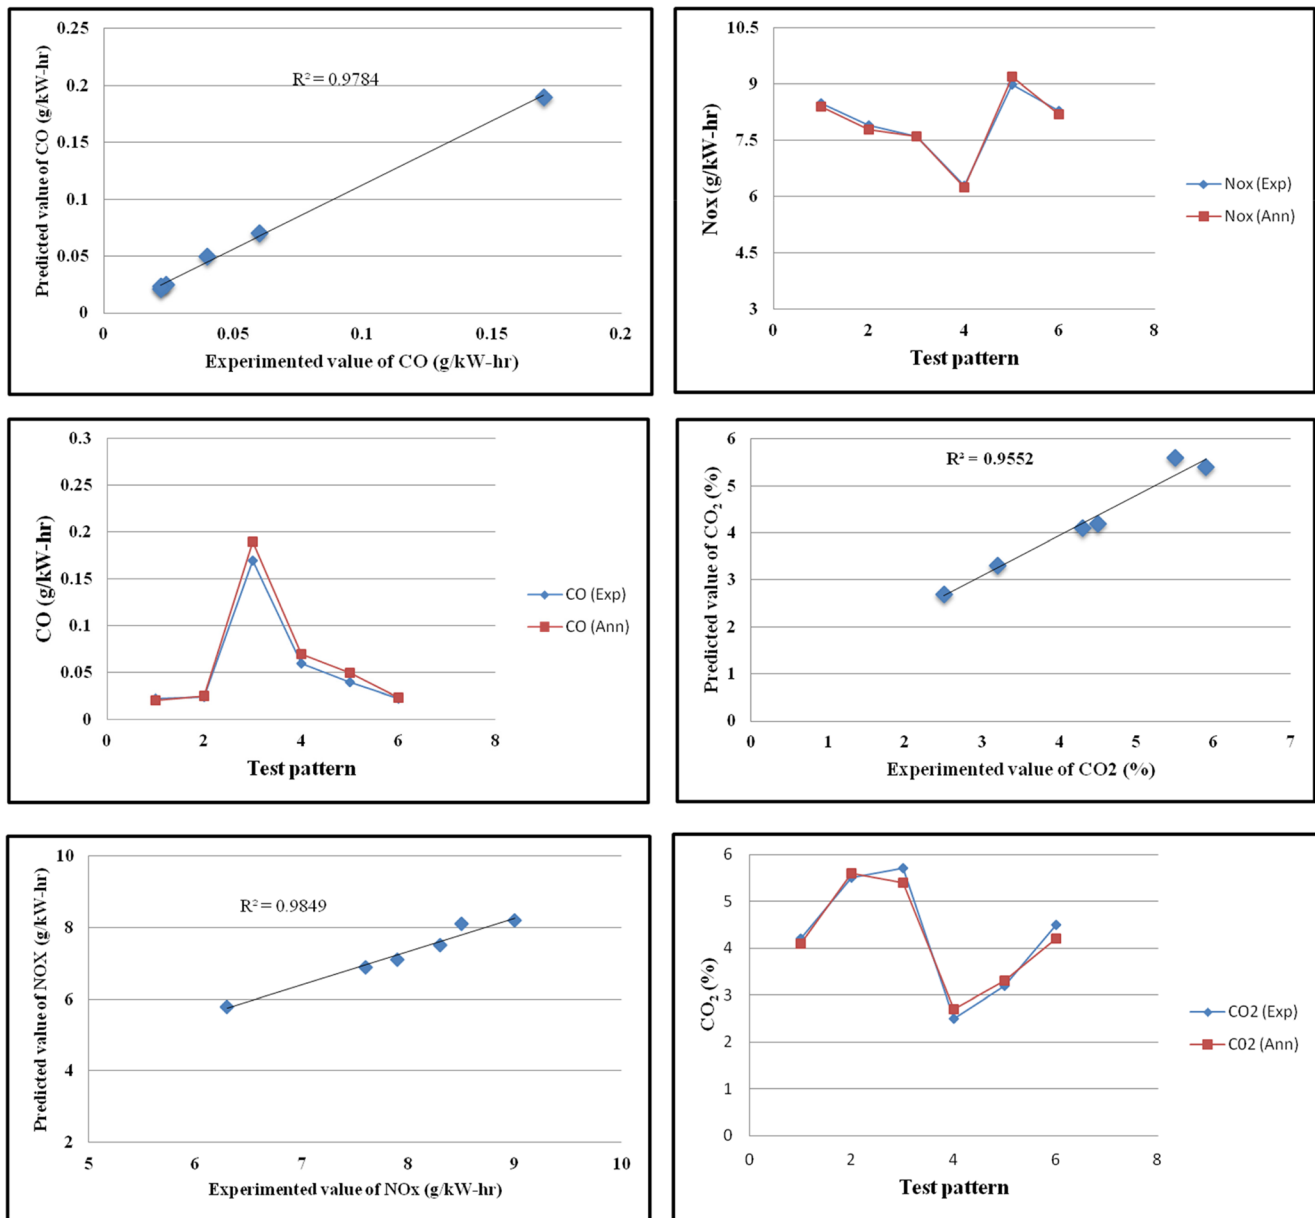 0.25
0.2
0.15
0.1
0.05
0
R² = 0.9784
Predicted value of CO (g/kW-hr)
0 0.05 0.1 0.15 0.2
Experimented value of CO (g/kW-hr)
10.5
9
7.5
6
4.5
3
Nox (g/kW-hr)
0 2 4 6 8
Test pattern
Nox (Exp)
Nox (Ann)
0.3
0.25
0.2
0.15
0.1
0.05
0
CO (g/kW-hr)
0 2 4 6 8
Test pattern
CO (Exp)
CO (Ann)
6
5
4
3
2
1
0
R² = 0.9552
Predicted value of CO₂ (%)
0 1 2 3 4 5 6 7
Experimented value of CO2 (%)
10
8
6
4
2
R² = 0.9849
Predicted value of NOX (g/kW-hr)
5 6 7 8 9 10
Experimented value of NOx (g/kW-hr)
6
5
4
3
2
1
0
CO₂ (%)
0 2 4 6 8
Test pattern
CO2 (Exp)
C02 (Ann)